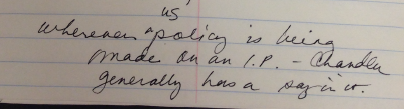 US
whenever ^ policy is being
made on an I.P. – Chandler
generally has a say in it.